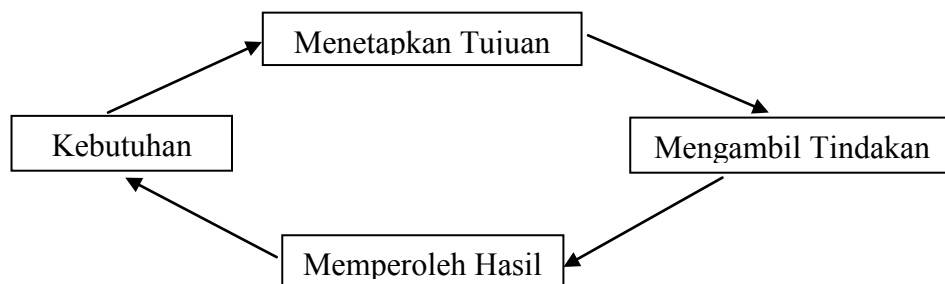 Menetapkan Tujuan
Kebutuhan
Mengambil Tindakan
Memperoleh Hasil